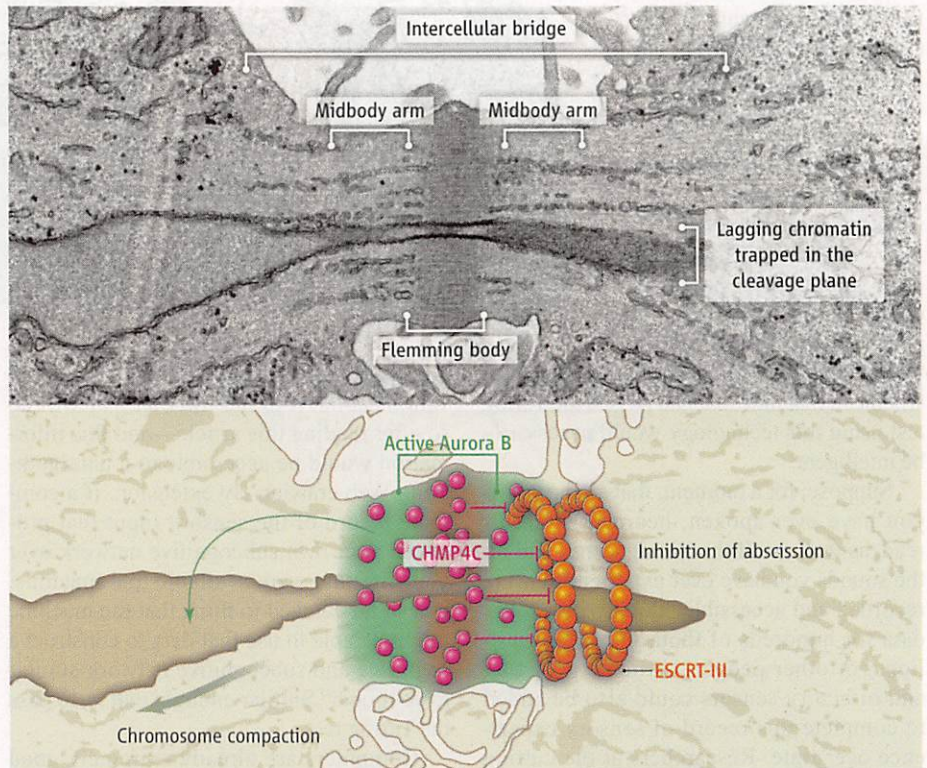 Intercellular bridge
Midbody arm
Midbody arm
Lagging chromatin
trapped in the
cleavage plane
Flemming body
Active Aurora B
CHMP4C
Inhibition of abscission
ESCRT-III
Chromosome compaction